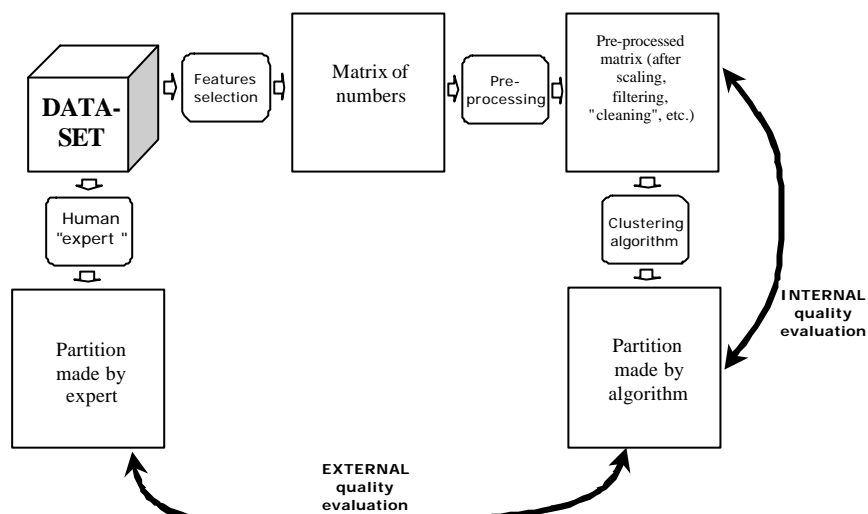 DATA-
SET
Features
selection
Matrix of
numbers
Pre-
processing
Pre-processed
matrix (after
scaling,
filtering,
"cleaning", etc.)
Human
"expert "
Clustering
algorithm
Partition
made by
expert
Partition
made by
algorithm
INTERNAL
quality
evaluation
EXTERNAL
quality
evaluation